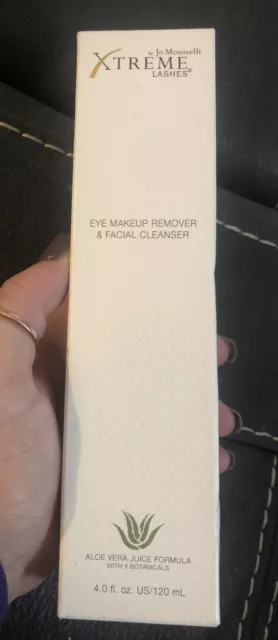 by Jo Mousselli
XTREME
LASHES®
EYE MAKEUP REMOVER
& FACIAL CLEANSER
ALOE VERA JUICE FORMULA
WITH 6 BOTANICALS
4.0 fl. oz. US/120 mL